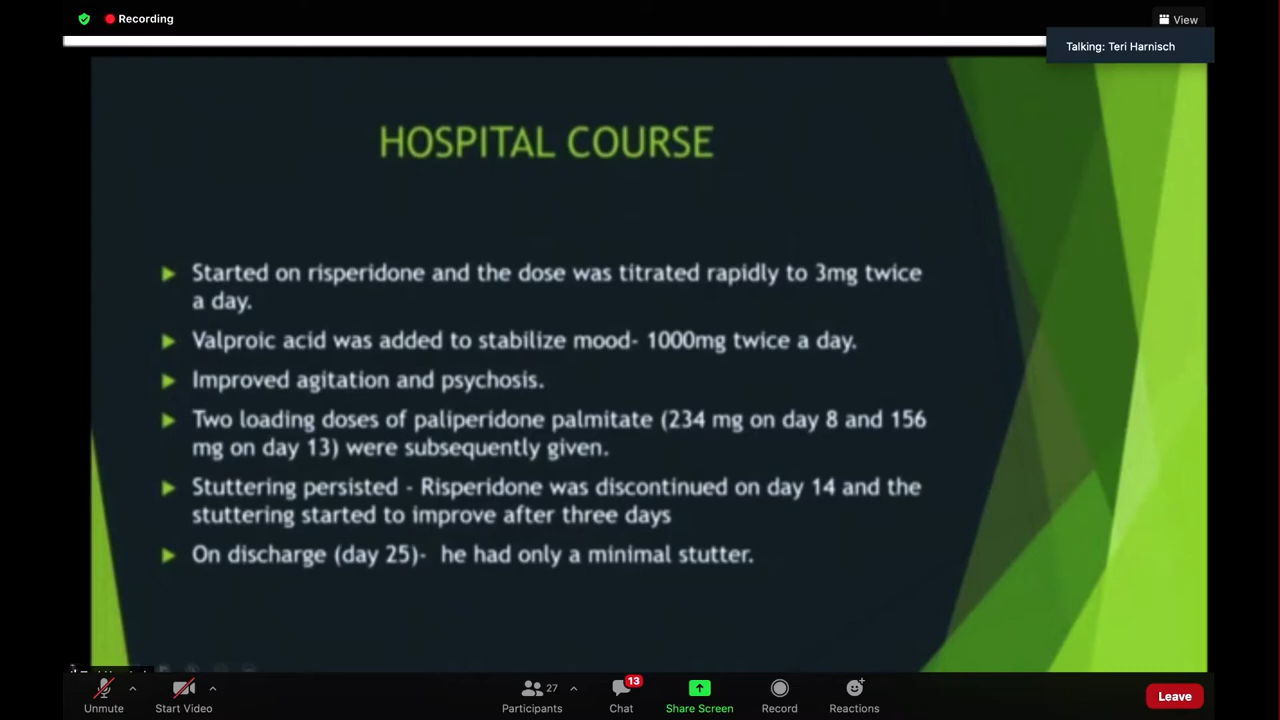 Recording
View
Talking: Teri Harnisch
HOSPITAL COURSE
Started on risperidone and the dose was titrated rapidly to 3mg twice
a day.
Valproic acid was added to stabilize mood- 1000mg twice a day.
Improved agitation and psychosis.
Two loading doses of paliperidone palmitate (234 mg on day 8 and 156
mg on day 13) were subsequently given.
Stuttering persisted - Risperidone was discontinued on day 14 and the
stuttering started to improve after three days
On discharge (day 25)- he had only a minimal stutter.
27
13
Unmute
Start Video
Participants
Chat
Share Screen
Record
Reactions
Leave